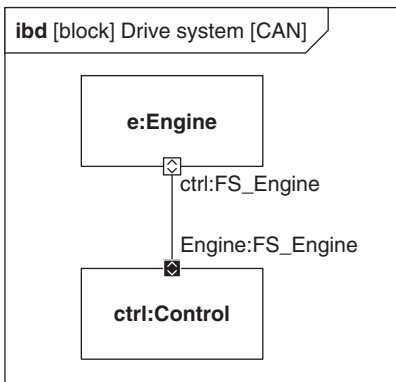 ibd [block] Drive system [CAN]
e:Engine
ctrl:FS_Engine
Engine:FS_Engine
ctrl:Control